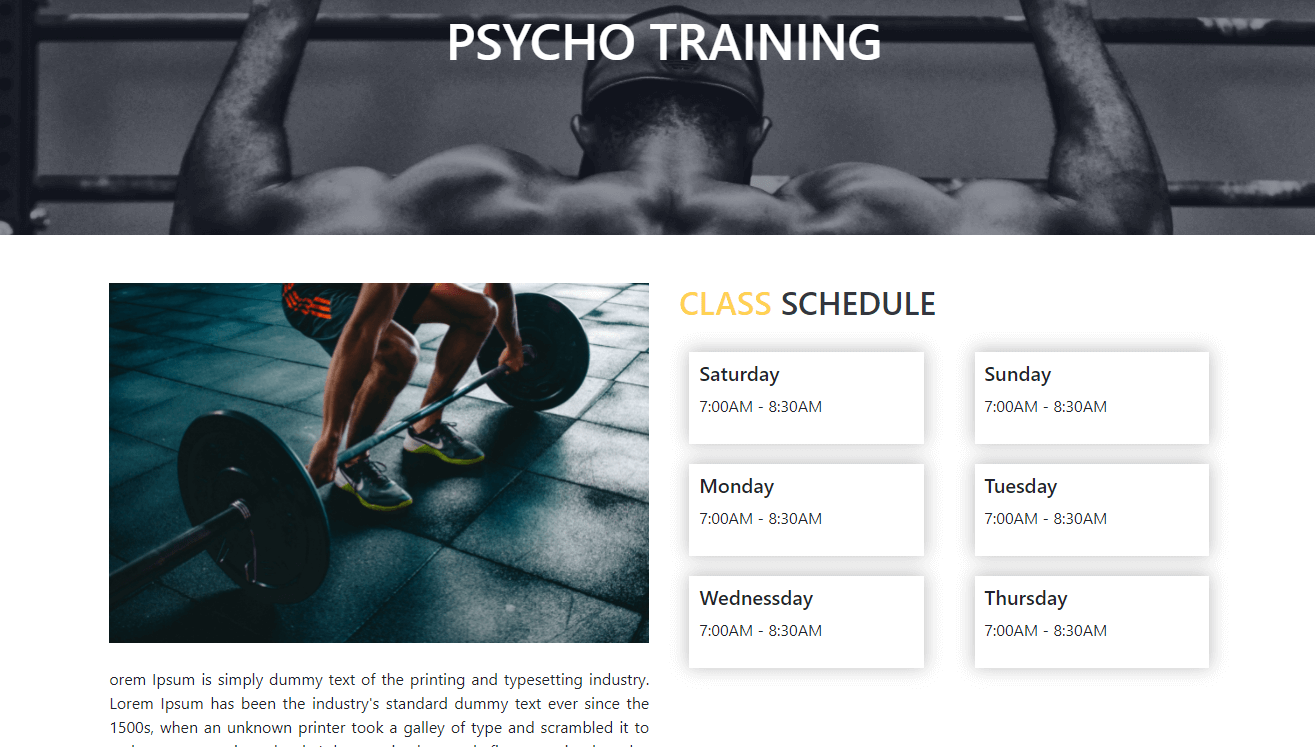 PSYCHO TRAINING
CLASS SCHEDULE
Saturday
7:00AM - 8:30AM
Sunday
7:00AM - 8:30AM
Monday
7:00AM - 8:30AM
Tuesday
7:00AM - 8:30AM
Wednessday
7:00AM - 8:30AM
Thursday
7:00AM - 8:30AM
orem Ipsum is simply dummy text of the printing and typesetting industry.
Lorem Ipsum has been the industry's standard dummy text ever since the
1500s, when an unknown printer took a galley of type and scrambled it to